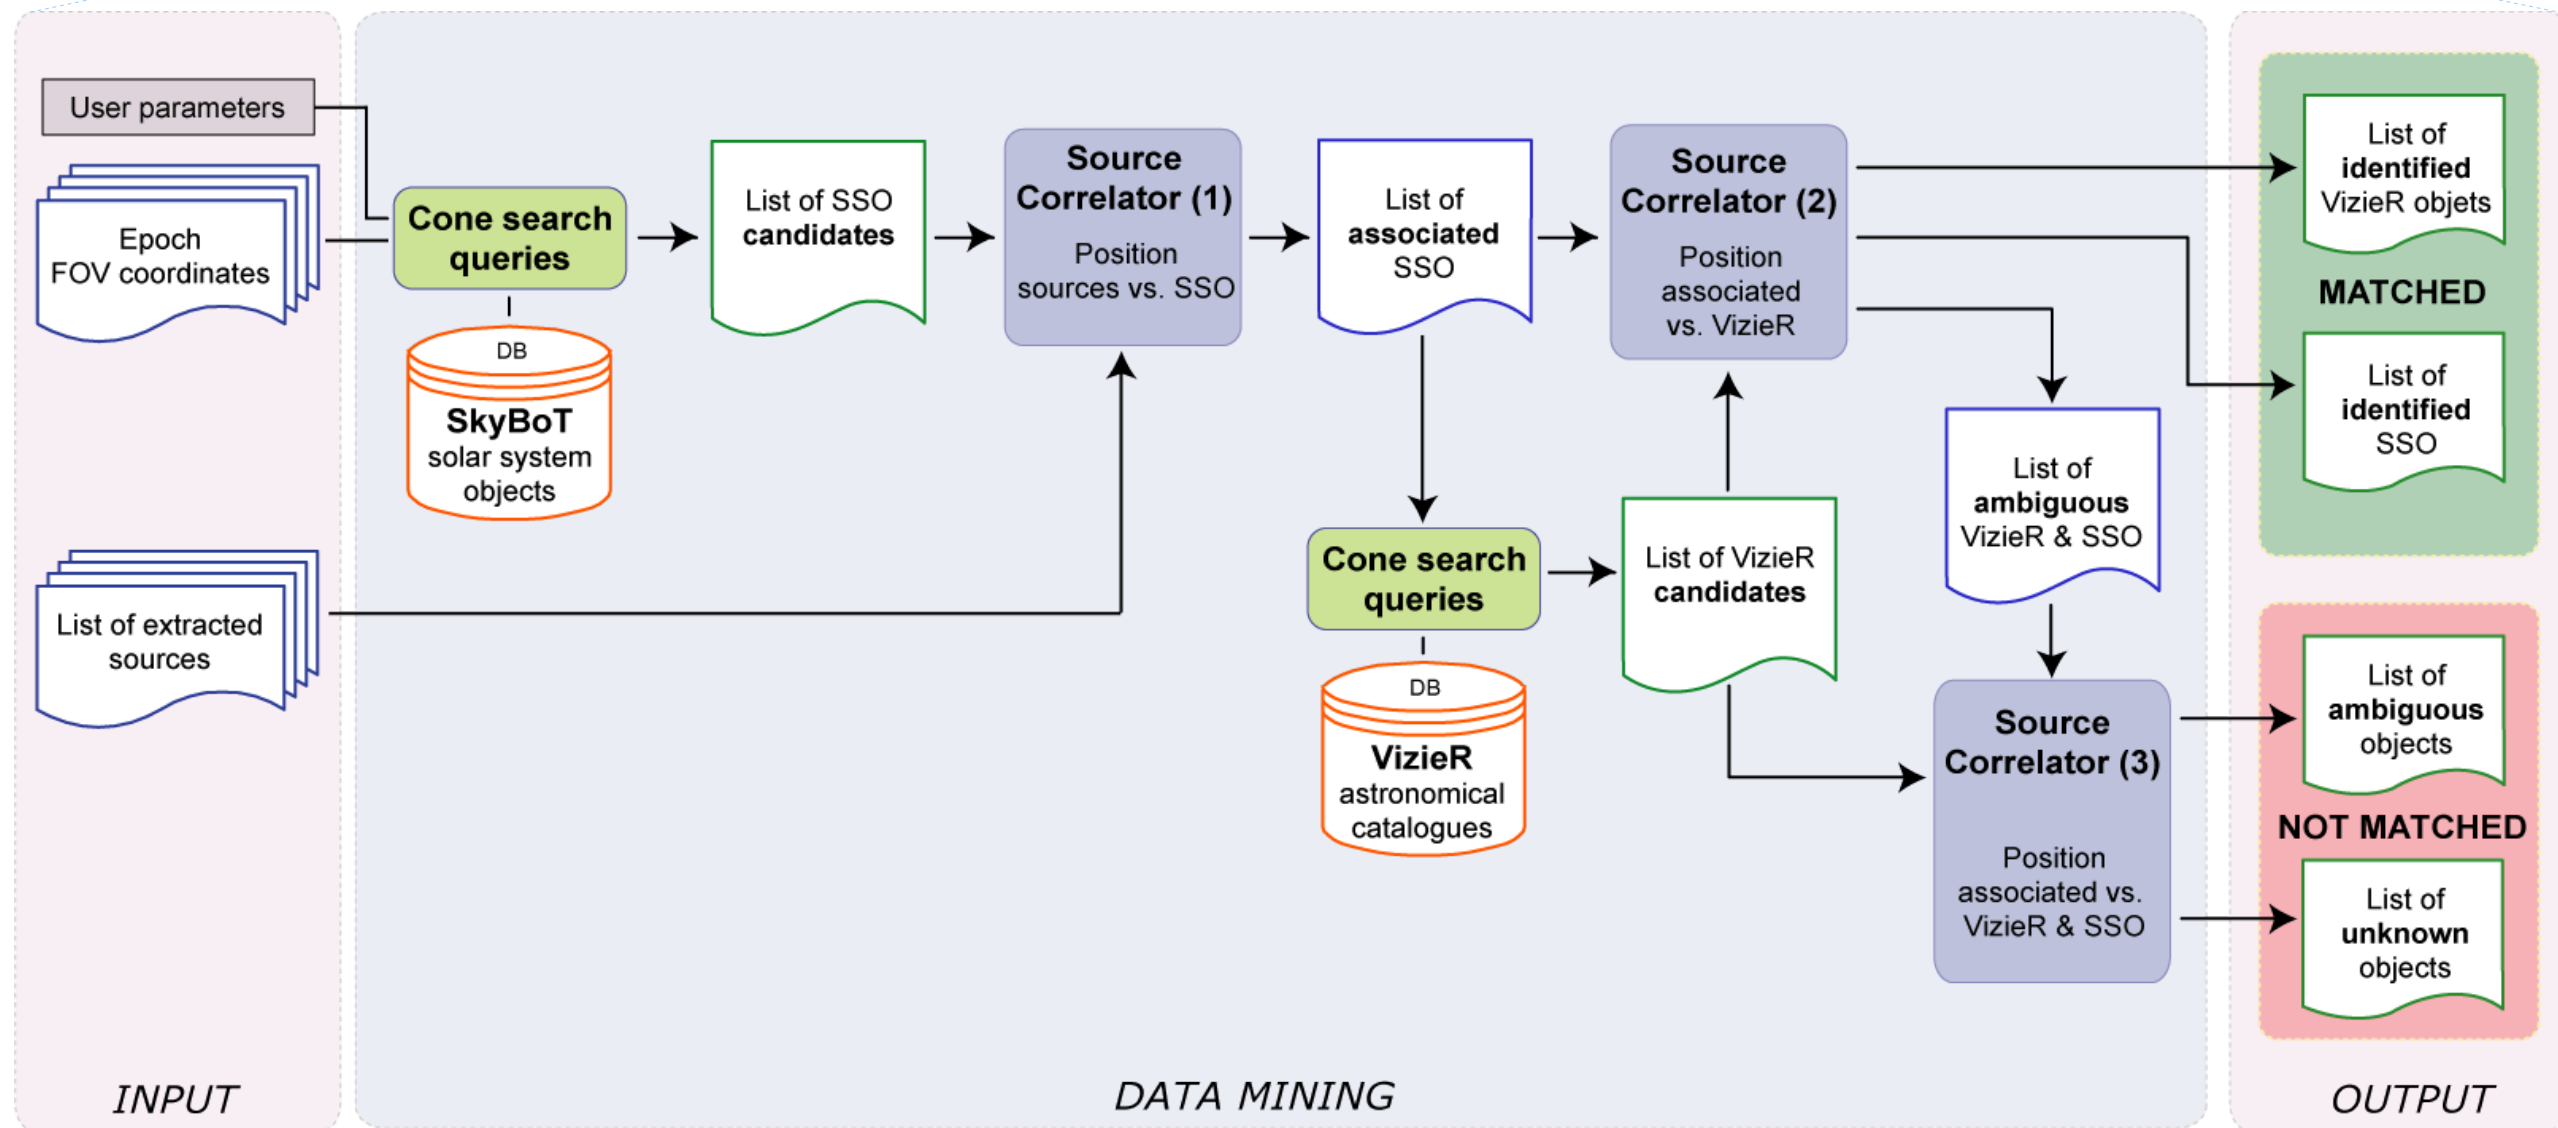 User parameters
Epoch
FOV coordinates
List of extracted
sources
INPUT
Cone search
queries
DB
SkyBoT
solar system
objects
List of SSO
candidates
Source
Correlator (1)
Position
sources vs. SSO
List of
associated
SSO
Cone search
queries
DB
VizieR
astronomical
catalogues
List of VizieR
candidates
Source
Correlator (2)
Position
associated
vs. VizieR
List of
ambiguous
VizieR & SSO
Source
Correlator (3)
Position
associated vs.
VizieR & SSO
DATA MINING
List of
identified
VizieR objets
MATCHED
List of
identified
SSO
List of
ambiguous
objects
NOT MATCHED
List of
unknown
objects
OUTPUT